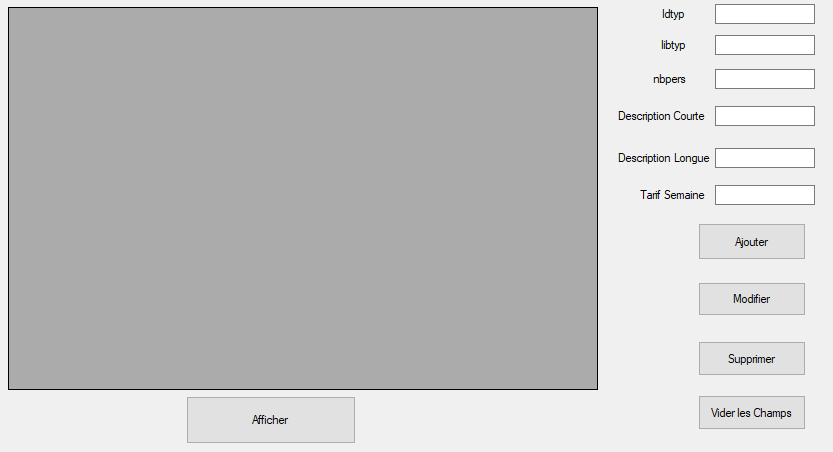 Idtyp
libtyp
nbpers
Description Courte
Description Longue
Tarif Semaine
Ajouter
Modifier
Supprimer
Vider les Champs
Afficher